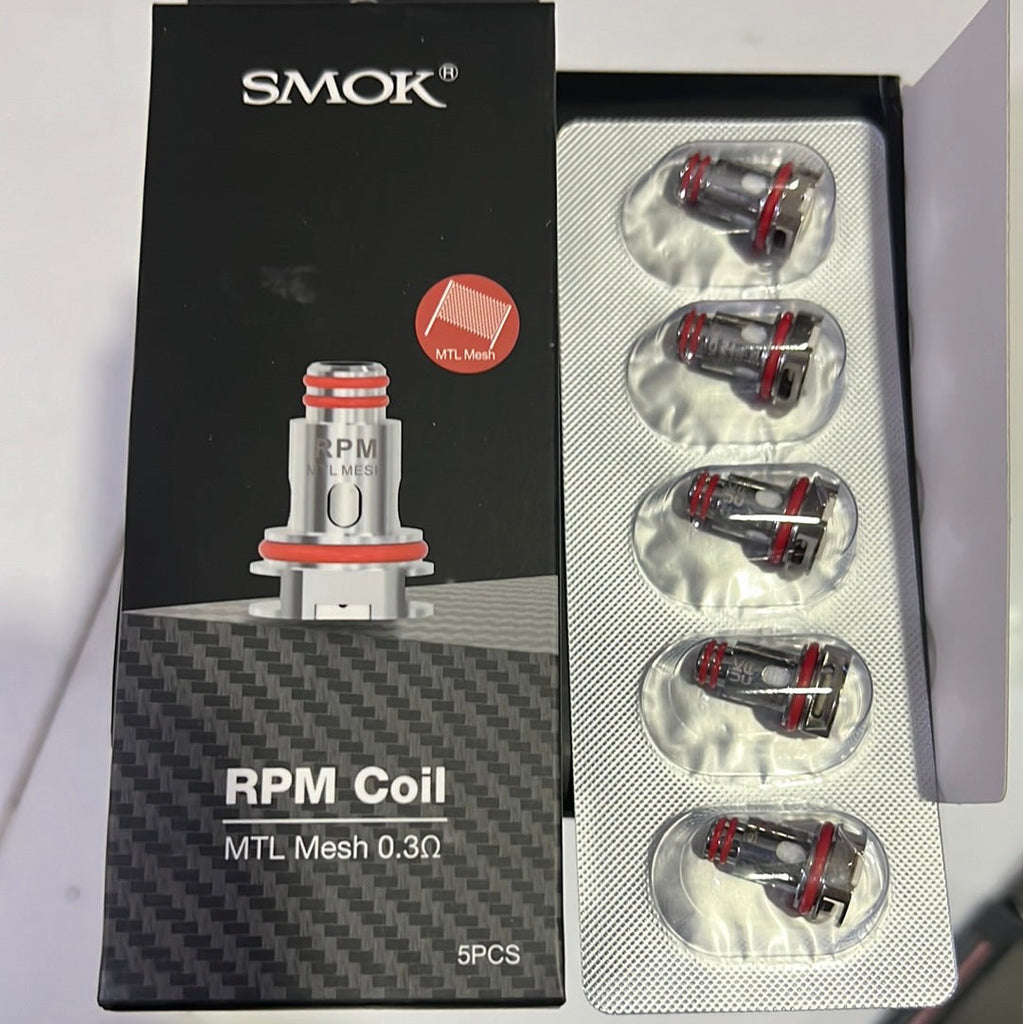 SMOK®
MTL Mesh
RPM
MTL MESH
RPM Coil
MTL Mesh 0.3Ω
5PCS